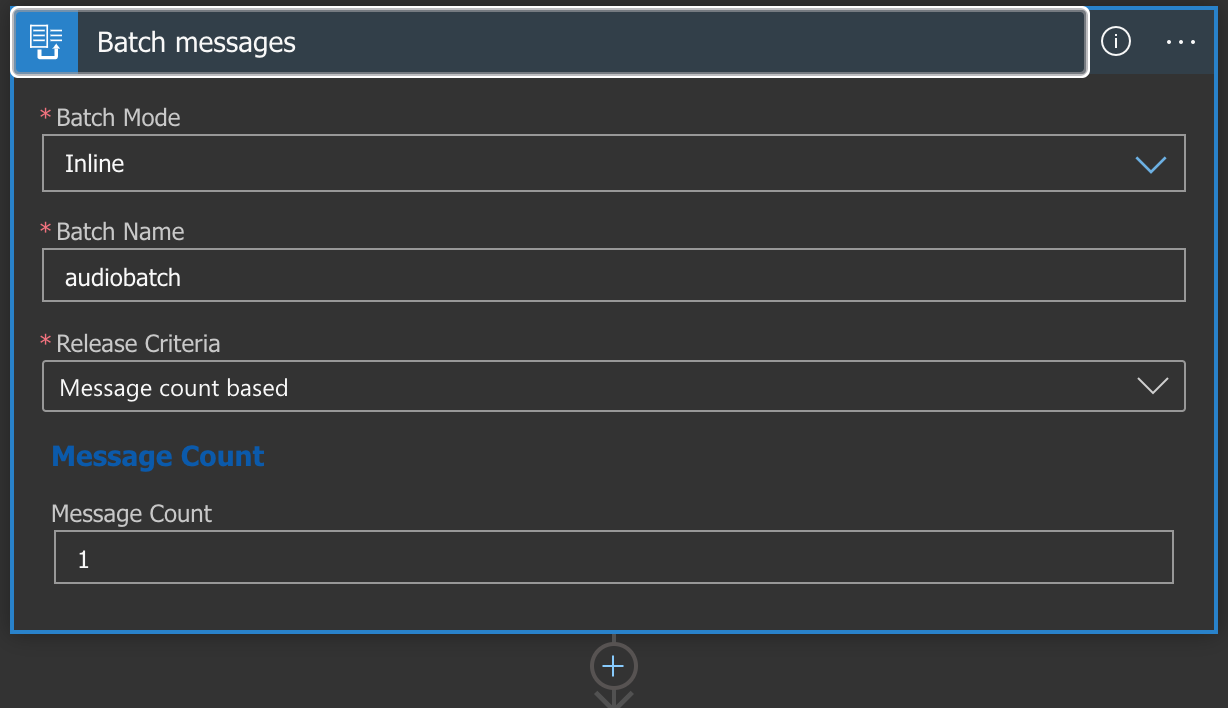 Batch messages
* Batch Mode
Inline
* Batch Name
audiobatch
* Release Criteria
Message count based
Message Count
Message Count
1